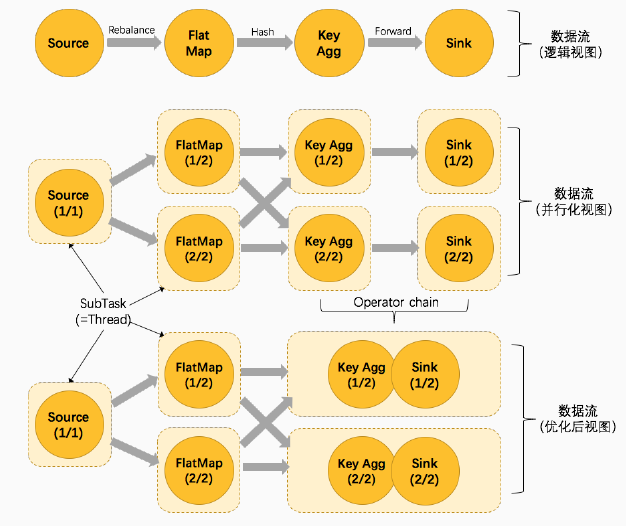 Source
Rebalance
Flat
Map
Hash
Key
Agg
Forward
Sink
数据流
(逻辑视图)
Source
(1/1)
FlatMap
(1/2)
Key Agg
(1/2)
Sink
(1/2)
FlatMap
(2/2)
Key Agg
(2/2)
Sink
(2/2)
数据流
(并行化视图)
SubTask
(=Thread)
Operator chain
Source
(1/1)
FlatMap
(1/2)
Key Agg
(1/2)
Sink
(1/2)
FlatMap
(2/2)
Key Agg
(2/2)
Sink
(2/2)
数据流
(优化后视图)